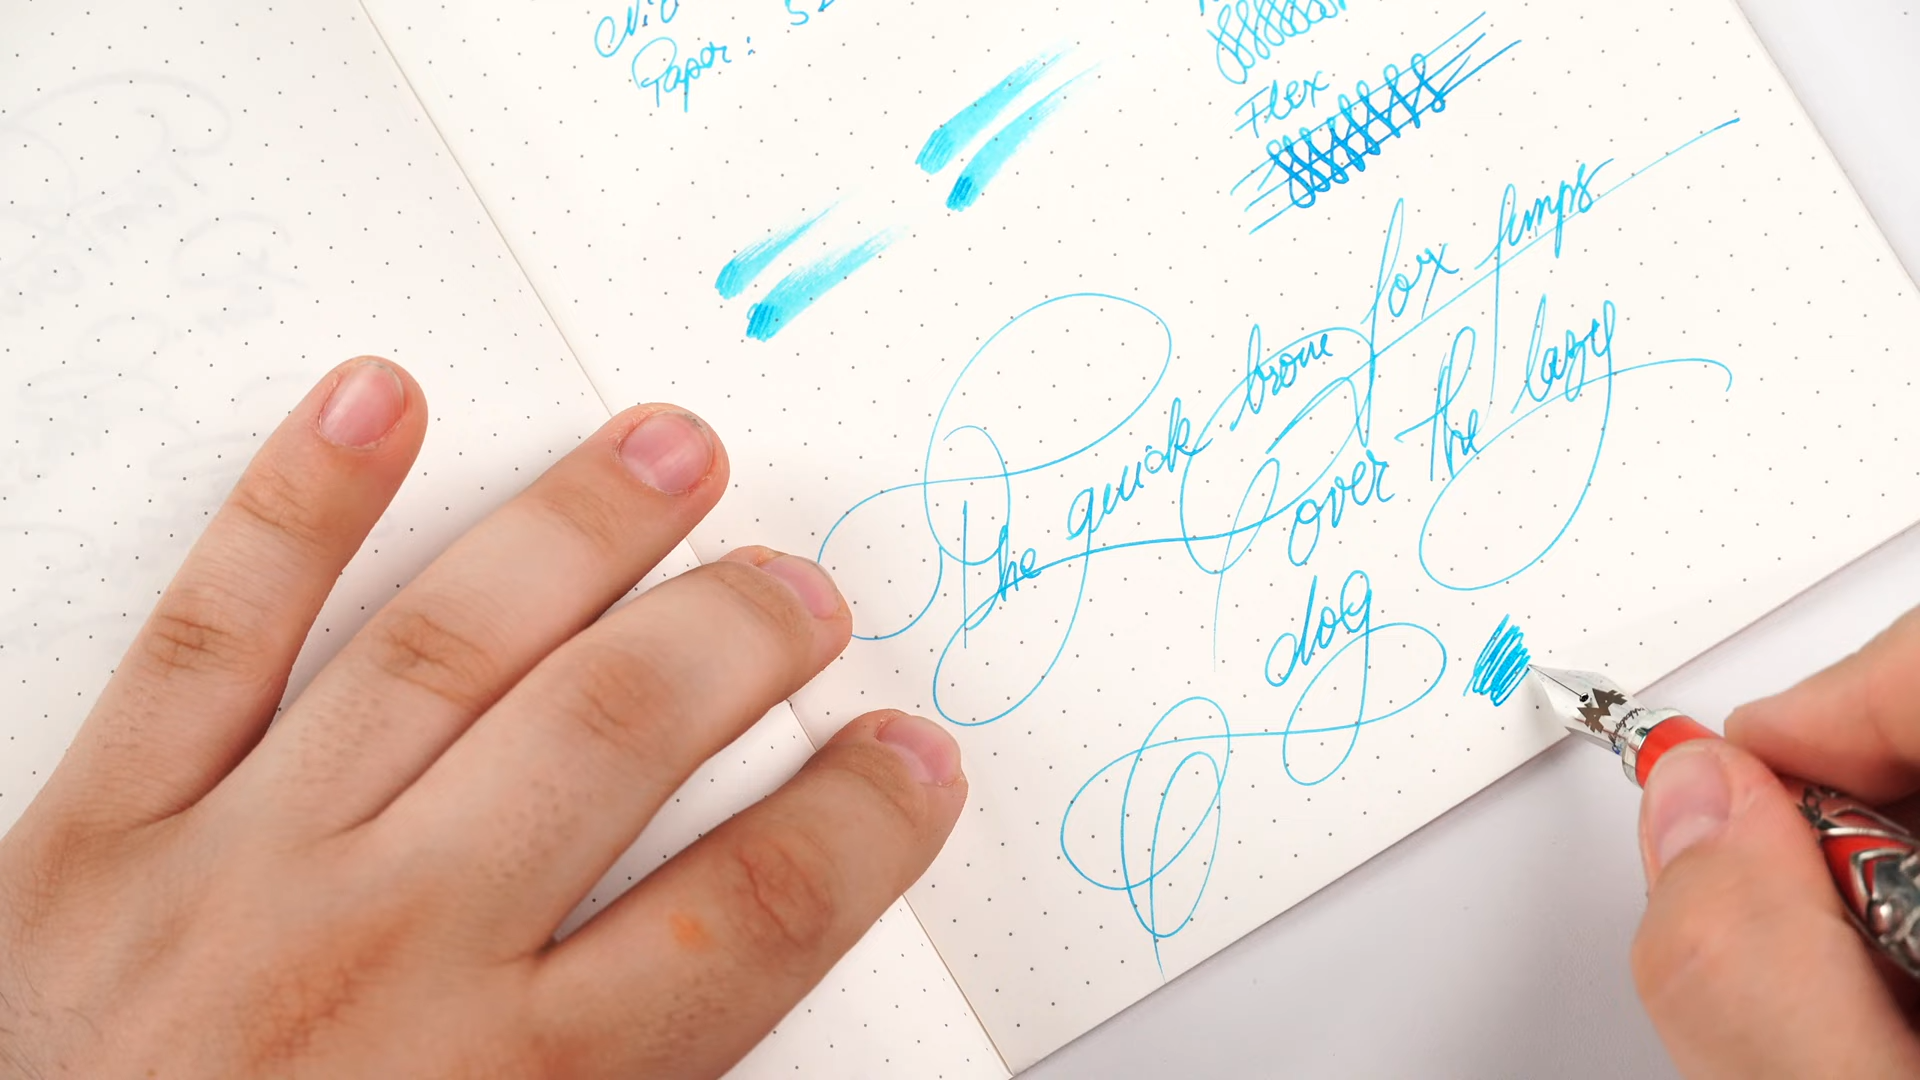 Paper:
Flex
The quick brown fox jumps
over the lazy
dog